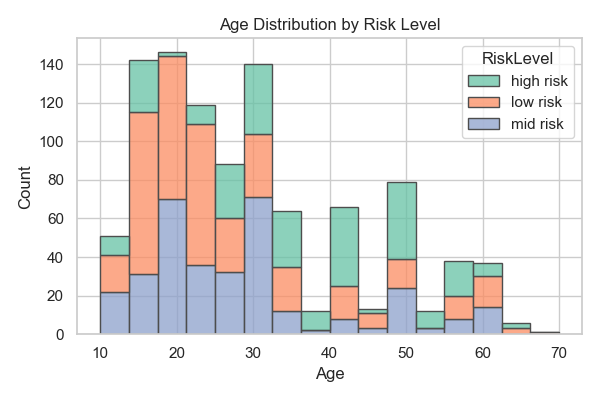 Age Distribution by Risk Level
RiskLevel
high risk
low risk
mid risk
Count
140
120
100
80
60
40
20
0
10 20 30 40 50 60 70
Age